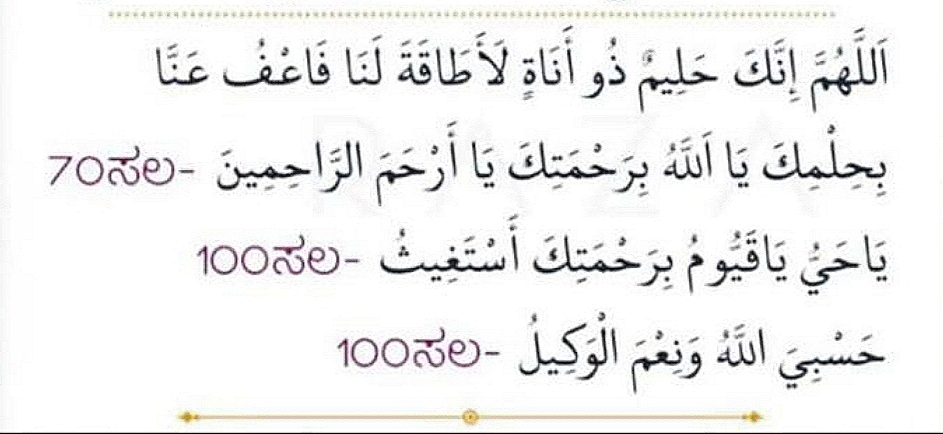 اَللَّهُمَّ إِنَّكَ حَلِيمٌ ذُو أَنَاةٍ لَأَطَاقَةَ لَنَا فَاعْفُ عَنَّا
بِحِلْمِكَ يَا اَللَّهُ بِرَحْمَتِكَ يَا أَرْحَمَ الرَّاحِمِينَ -70ಸಲ
يَاحَيُّ يَاقَيُّومُ بِرَحْمَتِكَ أَسْتَغِيثُ -100ಸಲ
حَسْبِيَ اللَّهُ وَنِعْمَ الْوَكِيلُ -100ಸಲ
RAZA